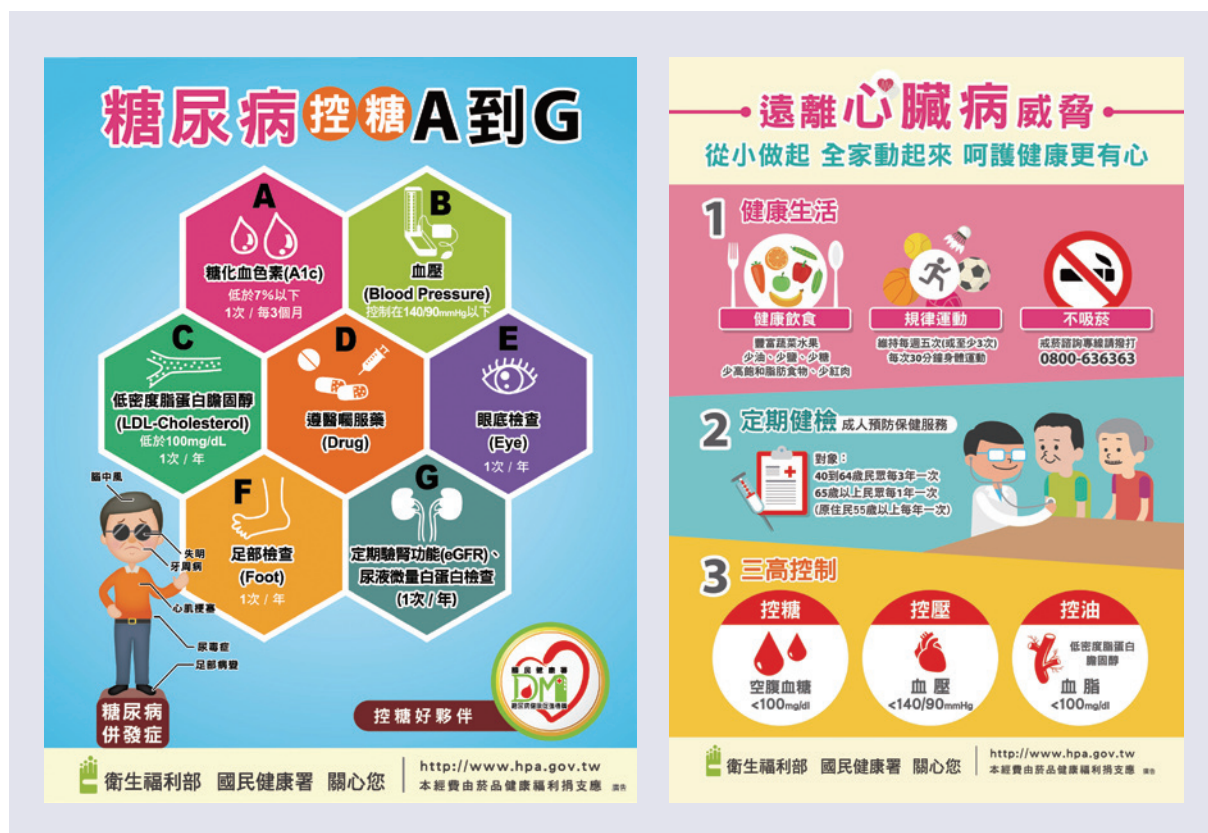 糖尿病控糖A到G
A
糖化血色素(A1c)
低於7%以下
1次 / 每3個月
B
血壓
(Blood Pressure)
控制在140/90mmHg以下
C
低密度脂蛋白膽固醇
(LDL-Cholesterol)
低於100mg/dL
1次 / 年
D
遵醫囑服藥
(Drug)
E
眼底檢查
(Eye)
1次 / 年
F
足部檢查
(Foot)
1次 / 年
G
定期驗腎功能(eGFR)、
尿液微量白蛋白檢查
(1次 / 年)
腦中風
失明
牙周病
心肌梗塞
尿毒症
足部病變
糖尿病
併發症
控糖好夥伴
國民健康署
DM
衛生福利部 國民健康署 關心您
http://www.hpa.gov.tw
本經費由菸品健康福利捐支應 廣告
遠離心臟病威脅
從小做起 全家動起來 呵護健康更有心
1 健康生活
健康飲食
豐富蔬菜水果
少油、少鹽、少糖
少高飽和脂肪食物、少紅肉
規律運動
維持每週五次(或至少3次)
每次30分鐘身體運動
不吸菸
戒菸諮詢專線請撥打
0800-636363
2 定期健檢 成人預防保健服務
對象：
40到64歲民眾每3年一次
65歲以上民眾每1年一次
(原住民55歲以上每年一次)
3 三高控制
控糖
空腹血糖
<100mg/dl
控壓
血壓
<140/90mmHg
控油
低密度脂蛋白
膽固醇
血脂
<100mg/dl
衛生福利部 國民健康署 關心您
http://www.hpa.gov.tw
本經費由菸品健康福利捐支應 廣告